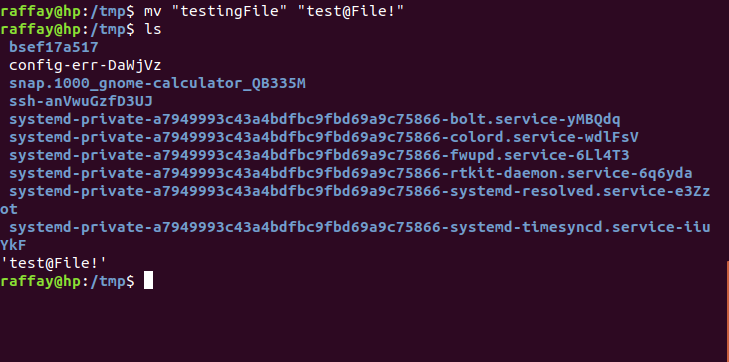 raffay@hp:/tmp$ mv "testingFile" "test@File!"
raffay@hp:/tmp$ ls
bsef17a517
config-err-DaWjVz
snap.1000_gnome-calculator_QB335M
ssh-anVwuGzfD3UJ
systemd-private-a7949993c43a4bdfbc9fbd69a9c75866-bolt.service-yMBQdq
systemd-private-a7949993c43a4bdfbc9fbd69a9c75866-colord.service-wdlFsV
systemd-private-a7949993c43a4bdfbc9fbd69a9c75866-fwupd.service-6Ll4T3
systemd-private-a7949993c43a4bdfbc9fbd69a9c75866-rtkit-daemon.service-6q6yda
systemd-private-a7949993c43a4bdfbc9fbd69a9c75866-systemd-resolved.service-e3Zz
ot
systemd-private-a7949993c43a4bdfbc9fbd69a9c75866-systemd-timesyncd.service-iiu
YkF
'test@File!'
raffay@hp:/tmp$